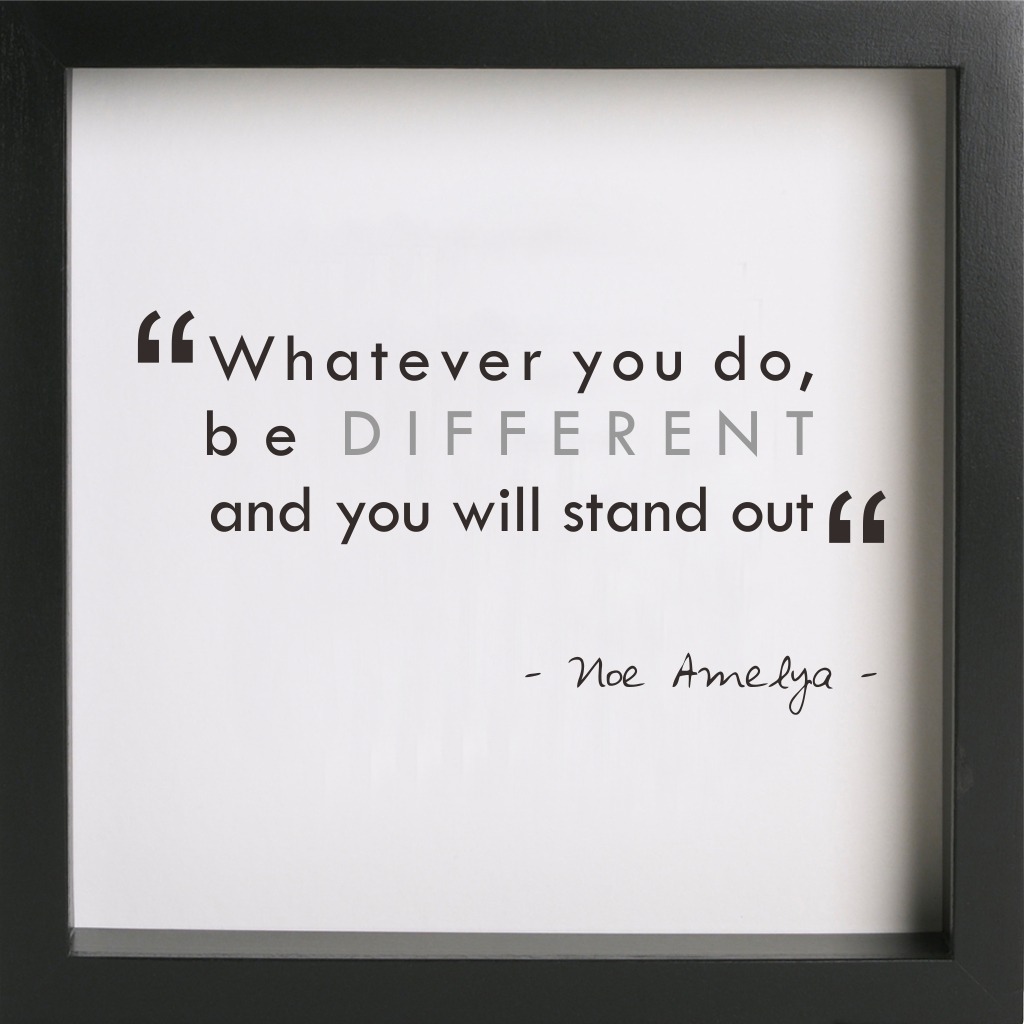 “Whatever you do,
be DIFFERENT
and you will stand out“
- Noe Amelya -